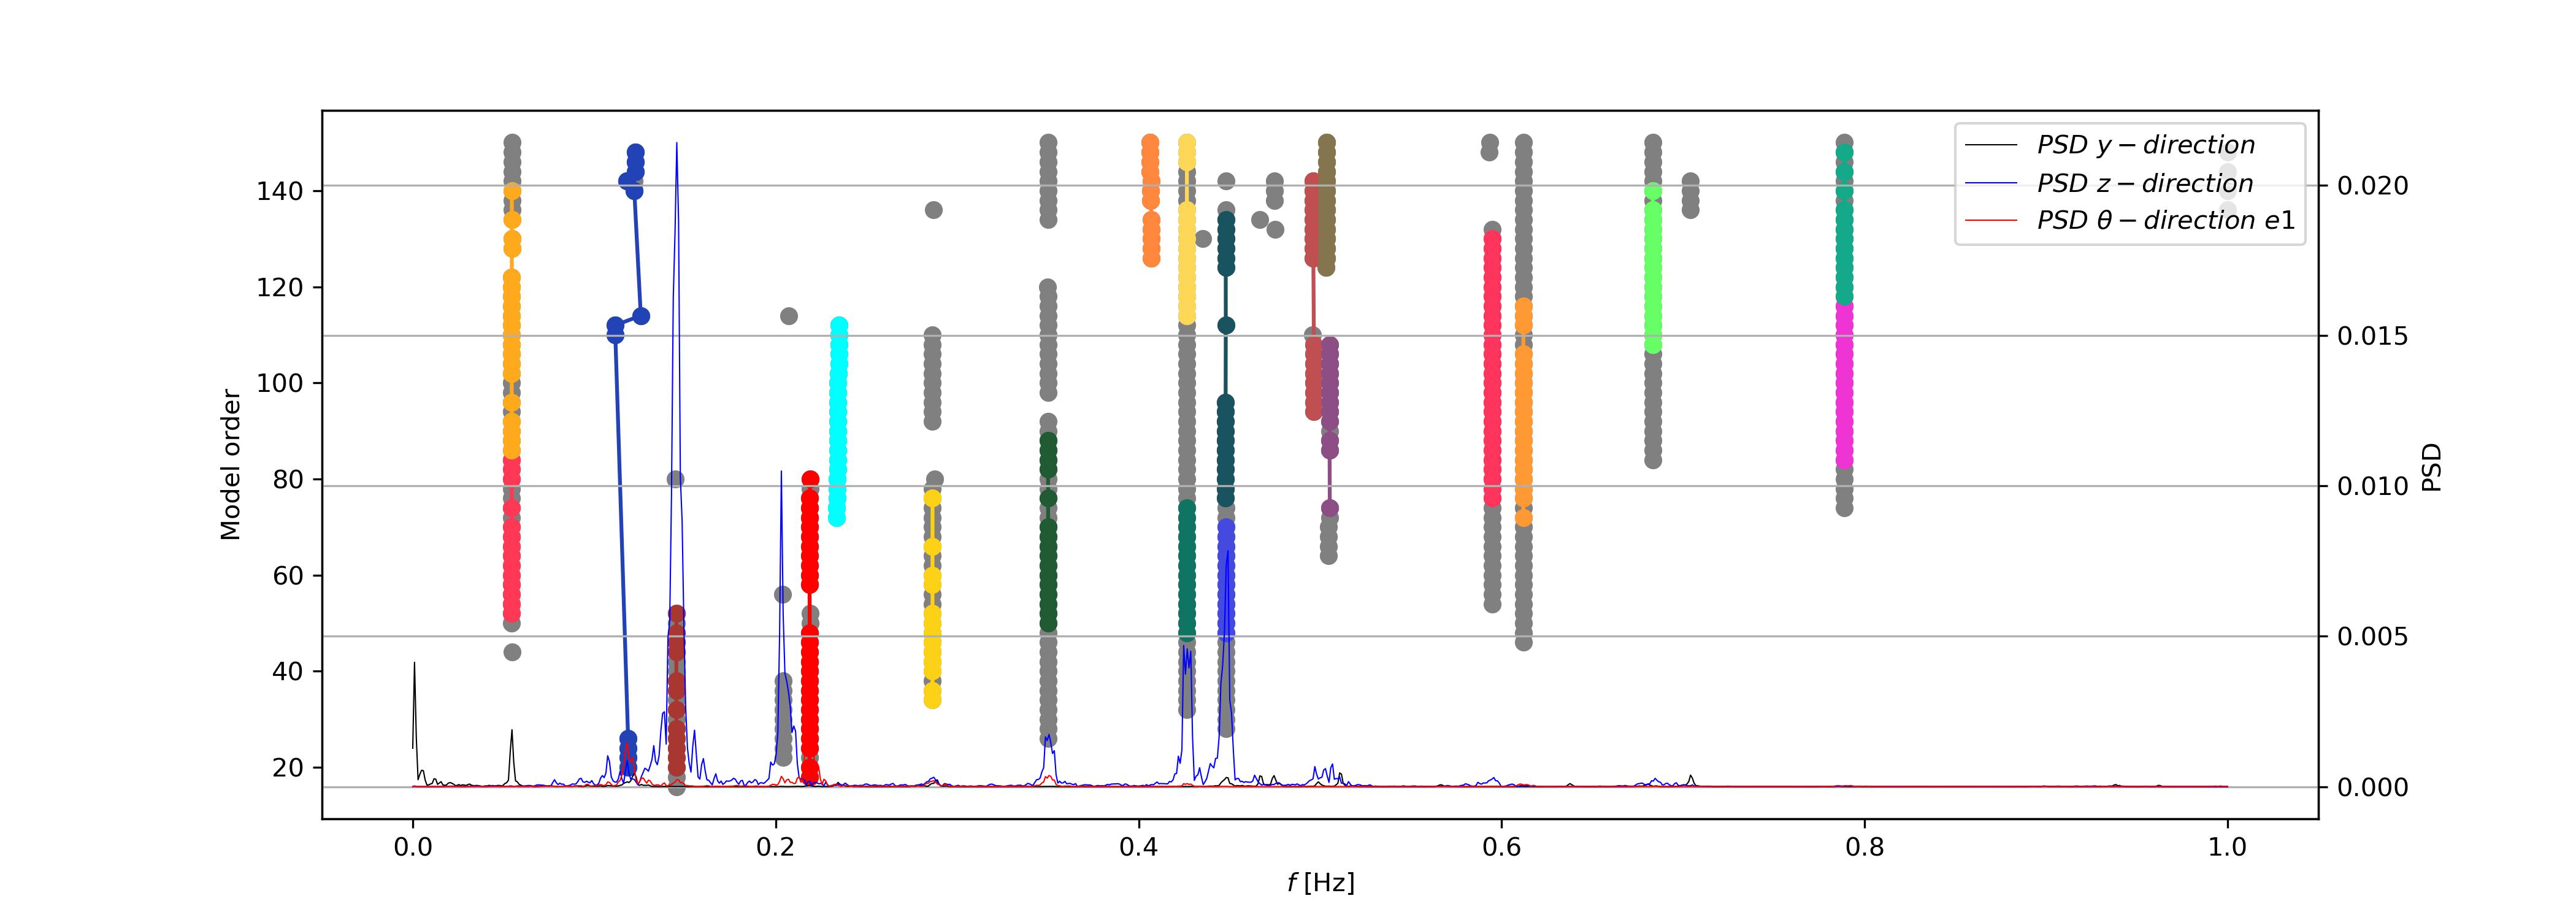 PSD y − direction
PSD z − direction
PSD θ − direction e1
Model order
140
120
100
80
60
40
20
0.020
0.015
0.010
0.005
0.000
PSD
0.0 0.2 0.4 0.6 0.8 1.0
f [Hz]